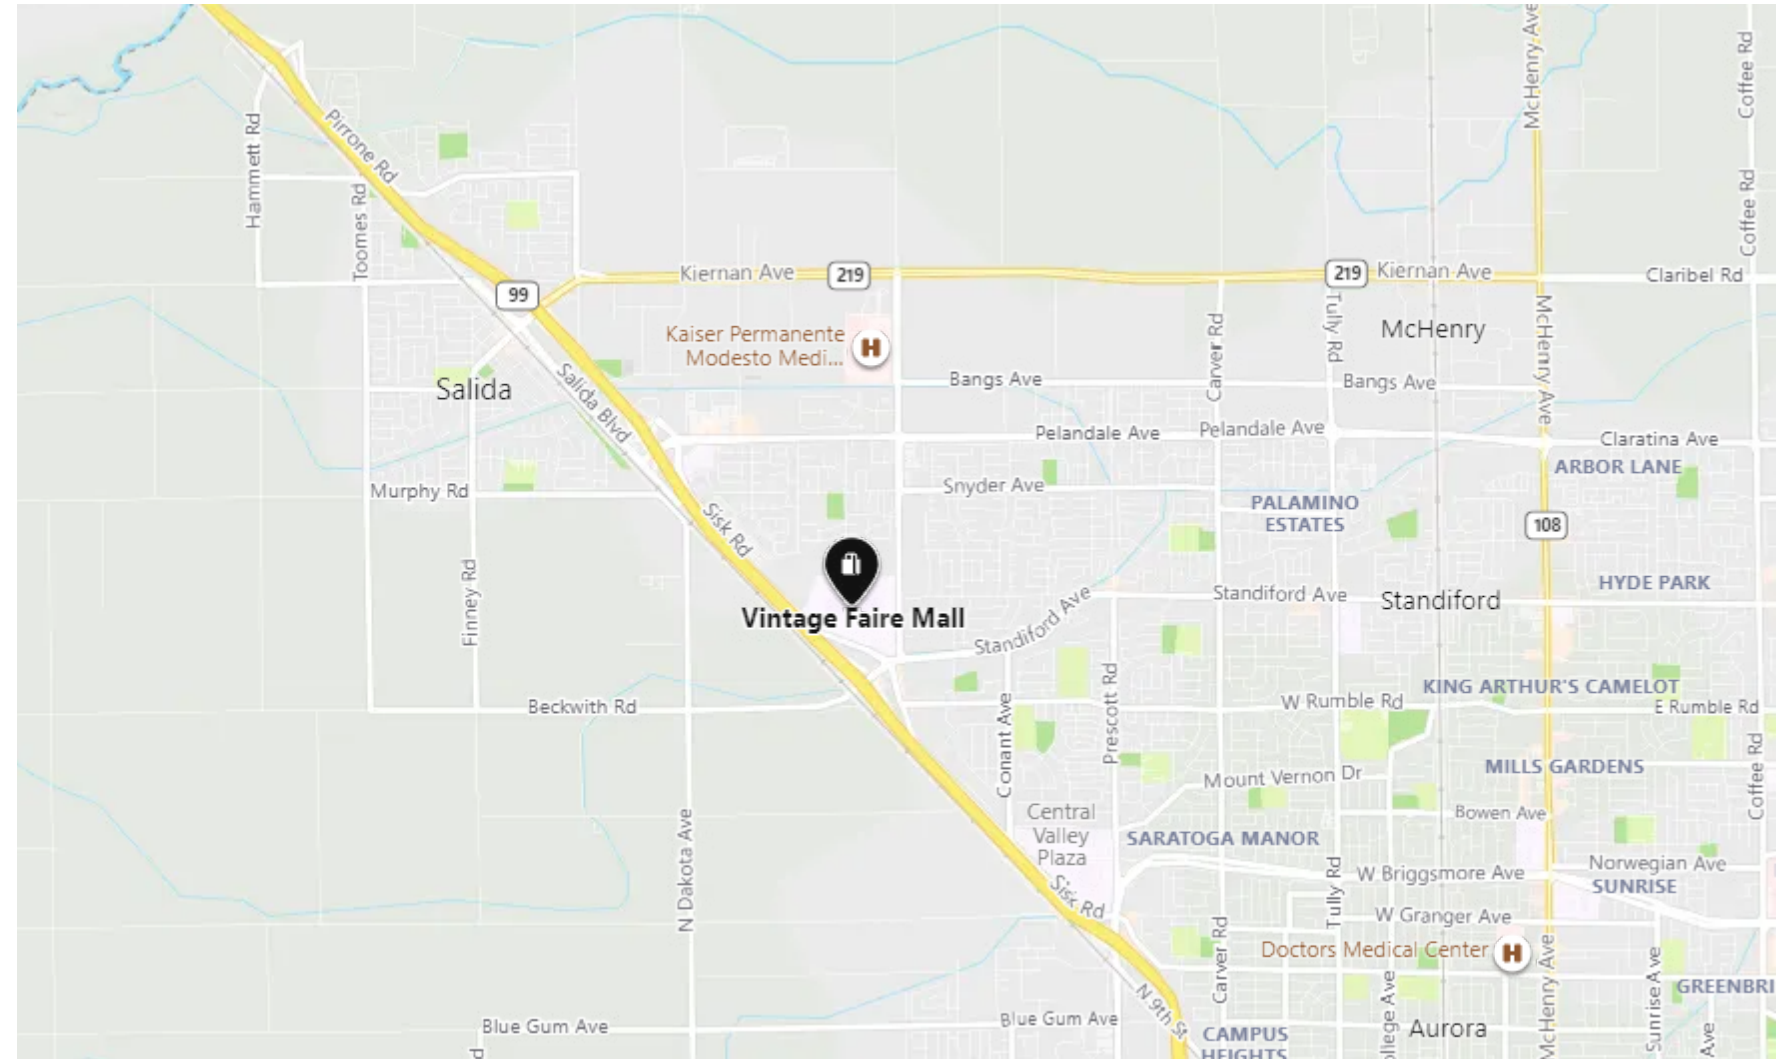 McHenry Ave
Coffee Rd
Hammett Rd
Pirrone Rd
Toomes Rd
Coffee Rd
99
Kiernan Ave
219
219
Kiernan Ave
Claribel Rd
Kaiser Permanente
Modesto Medi...
H
Carver Rd
Tully Rd
McHenry
McHenry Ave
Salida
Salida Blvd
Bangs Ave
Bangs Ave
Pelandale Ave
Pelandale Ave
Claratina Ave
ARBOR LANE
Murphy Rd
Sisk Rd
Snyder Ave
PALAMINO
ESTATES
108
Finney Rd
Vintage Faire Mall
Standiford Ave
Standiford Ave
Standiford
HYDE PARK
Beckwith Rd
Conant Ave
Prescott Rd
W Rumble Rd
KING ARTHUR'S CAMELOT
E Rumble Rd
Mount Vernon Dr
MILLS GARDENS
Coffee Rd
N Dakota Ave
Central
Valley
Plaza
SARATOGA MANOR
Bowen Ave
Sisk Rd
Tully Rd
W Briggsmore Ave
Norwegian Ave
SUNRISE
W Granger Ave
Carver Rd
Doctors Medical Center
H
McHenry Ave
Sunrise Ave
GREENBRI
Blue Gum Ave
Blue Gum Ave
N 9th St
CAMPUS
HEIGHTS
llege Ave
Aurora
Ave
d